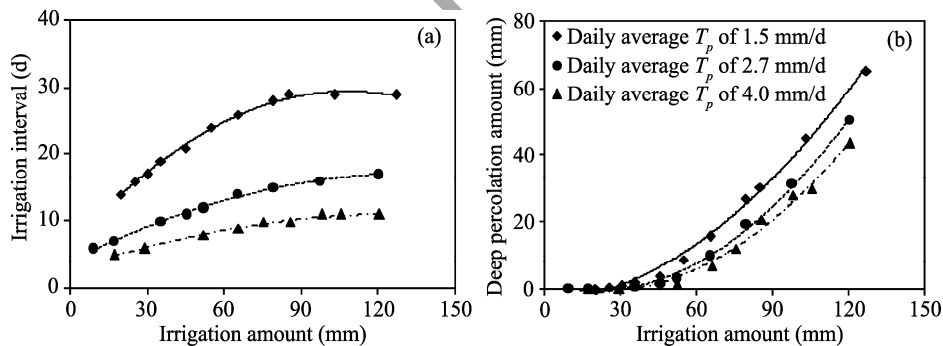 40
30
20
10
0
0
30
60
90
120
150
Irrigation interval (d)
Irrigation amount (mm)
(a)
80
60
40
20
0
0
30
60
90
120
150
Deep percolation amount (mm)
Irrigation amount (mm)
(b)
Daily average Tp of 1.5 mm/d
Daily average Tp of 2.7 mm/d
Daily average Tp of 4.0 mm/d